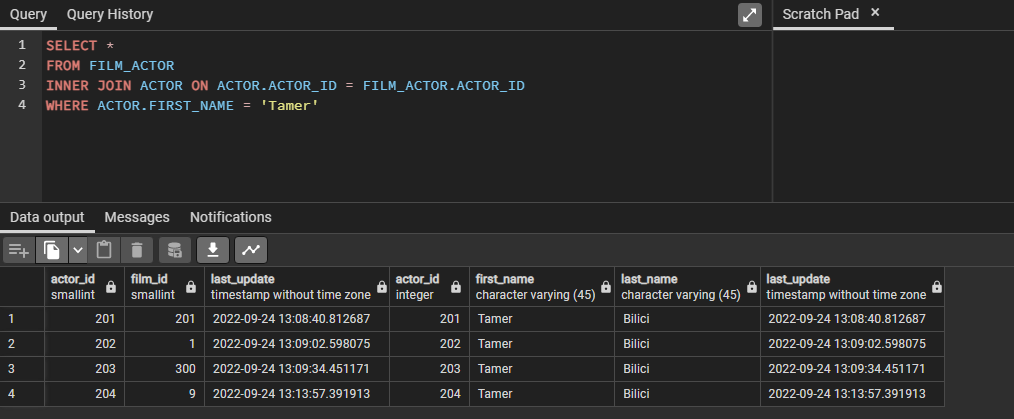 Query Query History Scratch Pad ×
1 SELECT *
2 FROM FILM_ACTOR
3 INNER JOIN ACTOR ON ACTOR.ACTOR_ID = FILM_ACTOR.ACTOR_ID
4 WHERE ACTOR.FIRST_NAME = 'Tamer'
Data output Messages Notifications
actor_id film_id last_update actor_id first_name last_name last_update
smallint smallint timestamp without time zone integer character varying (45) character varying (45) timestamp without time zone
1 201 201 2022-09-24 13:08:40.812687 201 Tamer Bilici 2022-09-24 13:08:40.812687
2 202 1 2022-09-24 13:09:02.598075 202 Tamer Bilici 2022-09-24 13:09:02.598075
3 203 300 2022-09-24 13:09:34.451171 203 Tamer Bilici 2022-09-24 13:09:34.451171
4 204 9 2022-09-24 13:13:57.391913 204 Tamer Bilici 2022-09-24 13:13:57.391913